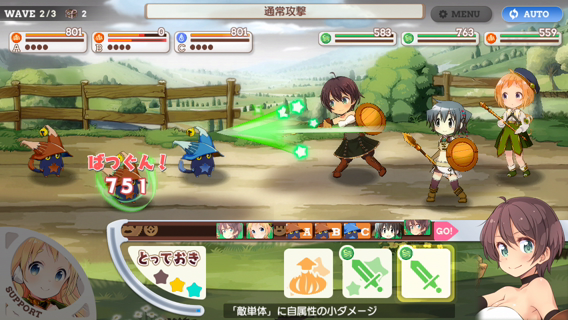 WAVE 2/3 2
通常攻撃
MENU
AUTO
801
0
801
583
763
559
A
B
C
ばつぐん!
751
A B C GO!
とっておき
SUPPORT
「敵単体」に自属性の小ダメージ